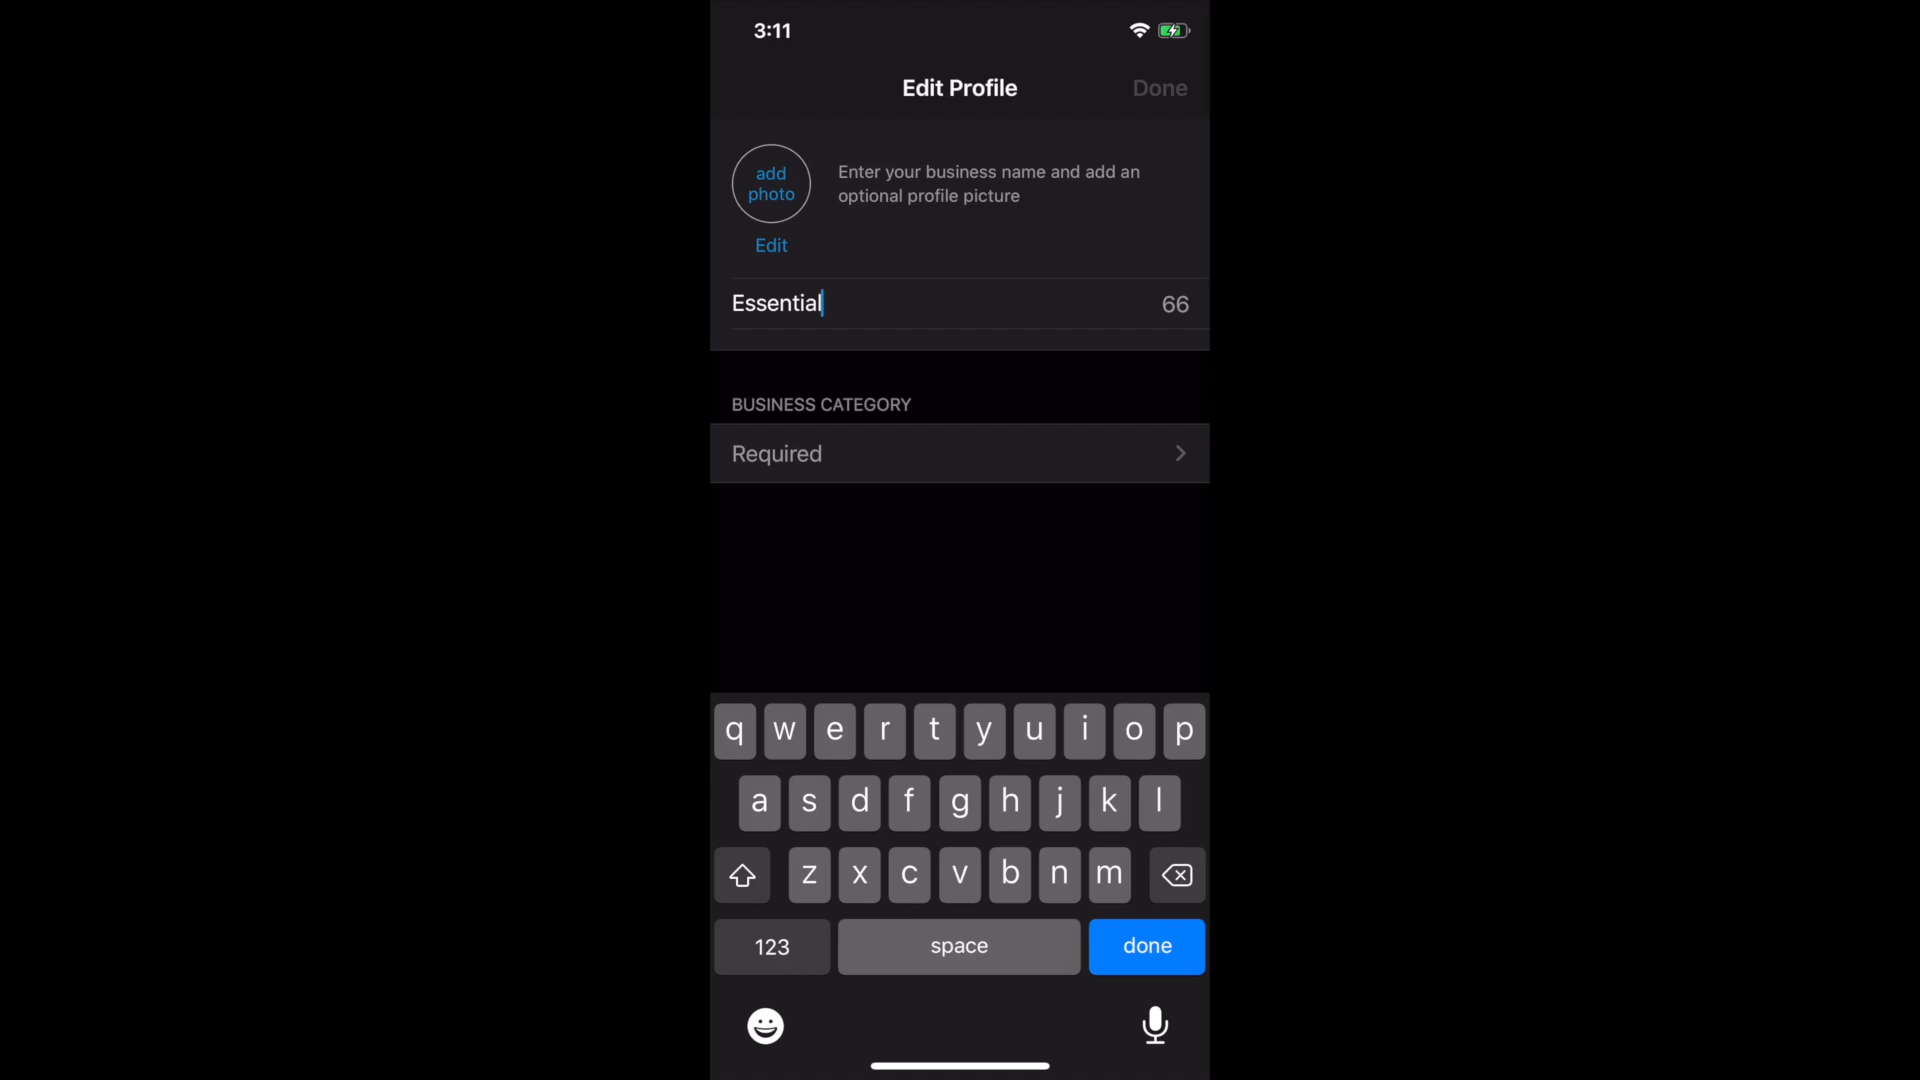 3:11
Edit Profile
Done
add
photo
Enter your business name and add an
optional profile picture
Edit
Essential
66
BUSINESS CATEGORY
Required
q w e r t y u i o p
a s d f g h j k l
z x c v b n m
123
space
done